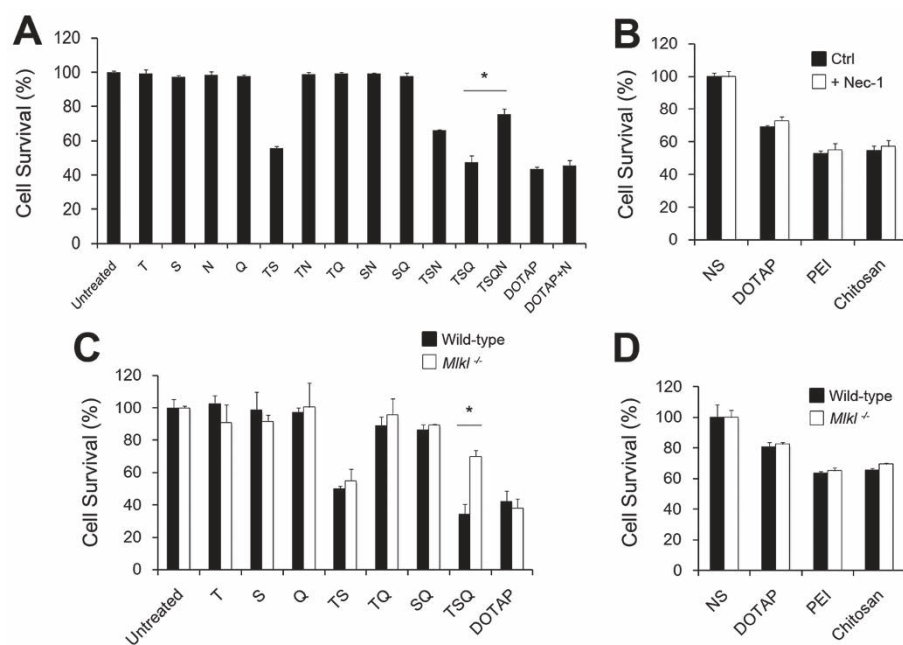 A
Cell Survival (%)
120
100
80
60
40
20
0
*
Untreated
T
S
N
Q
TS
TN
TQ
SN
SQ
TSN
TSQ
TSQN
DOTAP
DOTAP+N
B
Cell Survival (%)
120
100
80
60
40
20
0
Ctrl
+ Nec-1
NS
DOTAP
PEI
Chitosan
C
Wild-type
Mlkl -/-
Cell Survival (%)
120
100
80
60
40
20
0
*
Untreated
T
S
Q
TS
TQ
SQ
TSQ
DOTAP
D
Cell Survival (%)
120
100
80
60
40
20
0
Wild-type
Mlkl -/-
NS
DOTAP
PEI
Chitosan